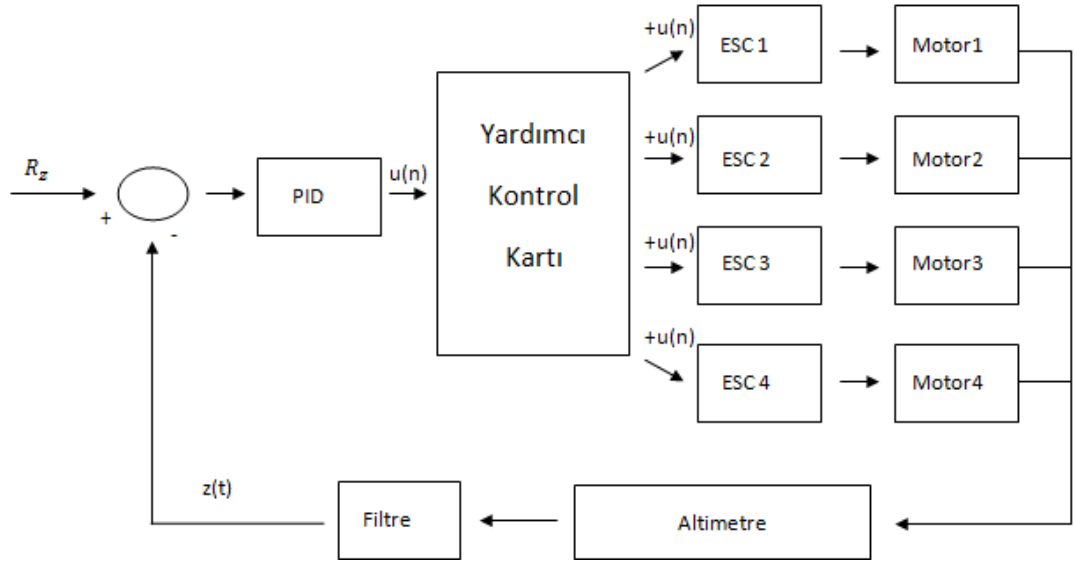 R_z
+
-
PID
u(n)
Yardımcı
Kontrol
Kartı
+u(n)
ESC 1
Motor1
+u(n)
ESC 2
Motor2
+u(n)
ESC 3
Motor3
+u(n)
ESC 4
Motor4
z(t)
Filtre
Altimetre